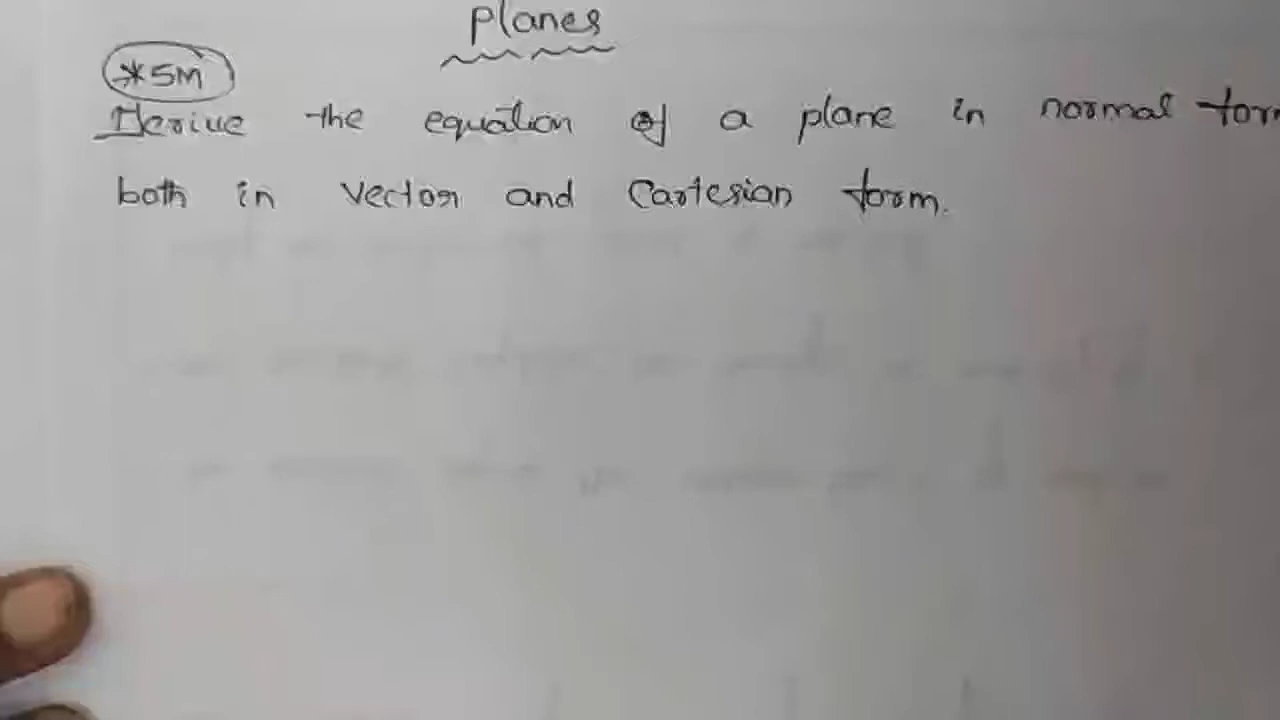 Planes
*5M
Derive the equation of a plane in normal form
both in Vector and Cartesian form.